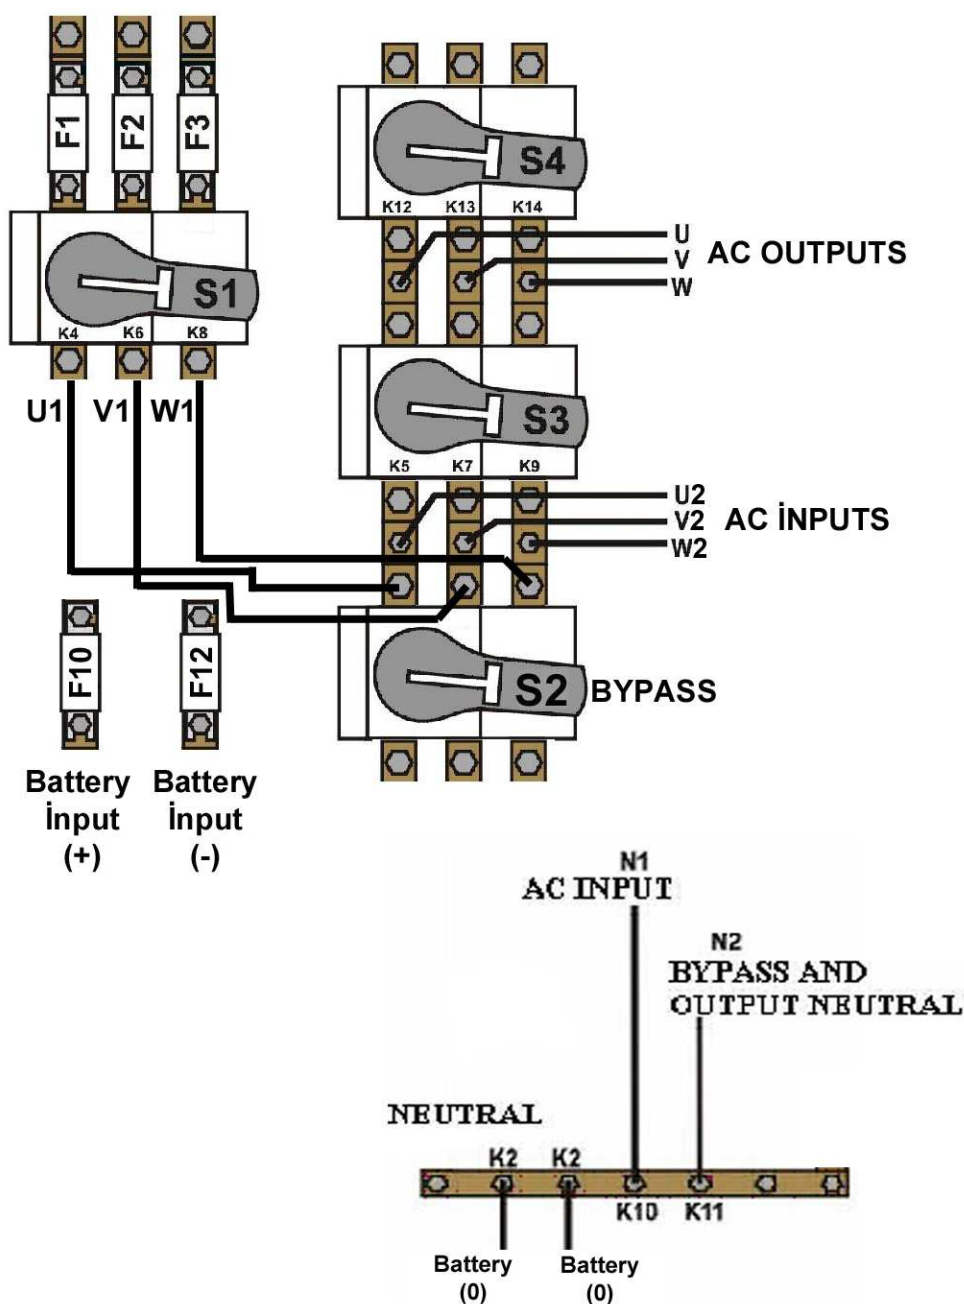 F1 F2 F3
S1
K4 K6 K8
U1 V1 W1
S4
K12 K13 K14
U
V
W
AC OUTPUTS
S3
K5 K7 K9
U2
V2
W2
AC İNPUTS
S2 BYPASS
F10 F12
Battery
İnput
(+)
Battery
İnput
(-)
N1
AC INPUT
N2
BYPASS AND
OUTPUT NEUTRAL
NEUTRAL
K2 K2
K10 K11
Battery
(0)
Battery
(0)